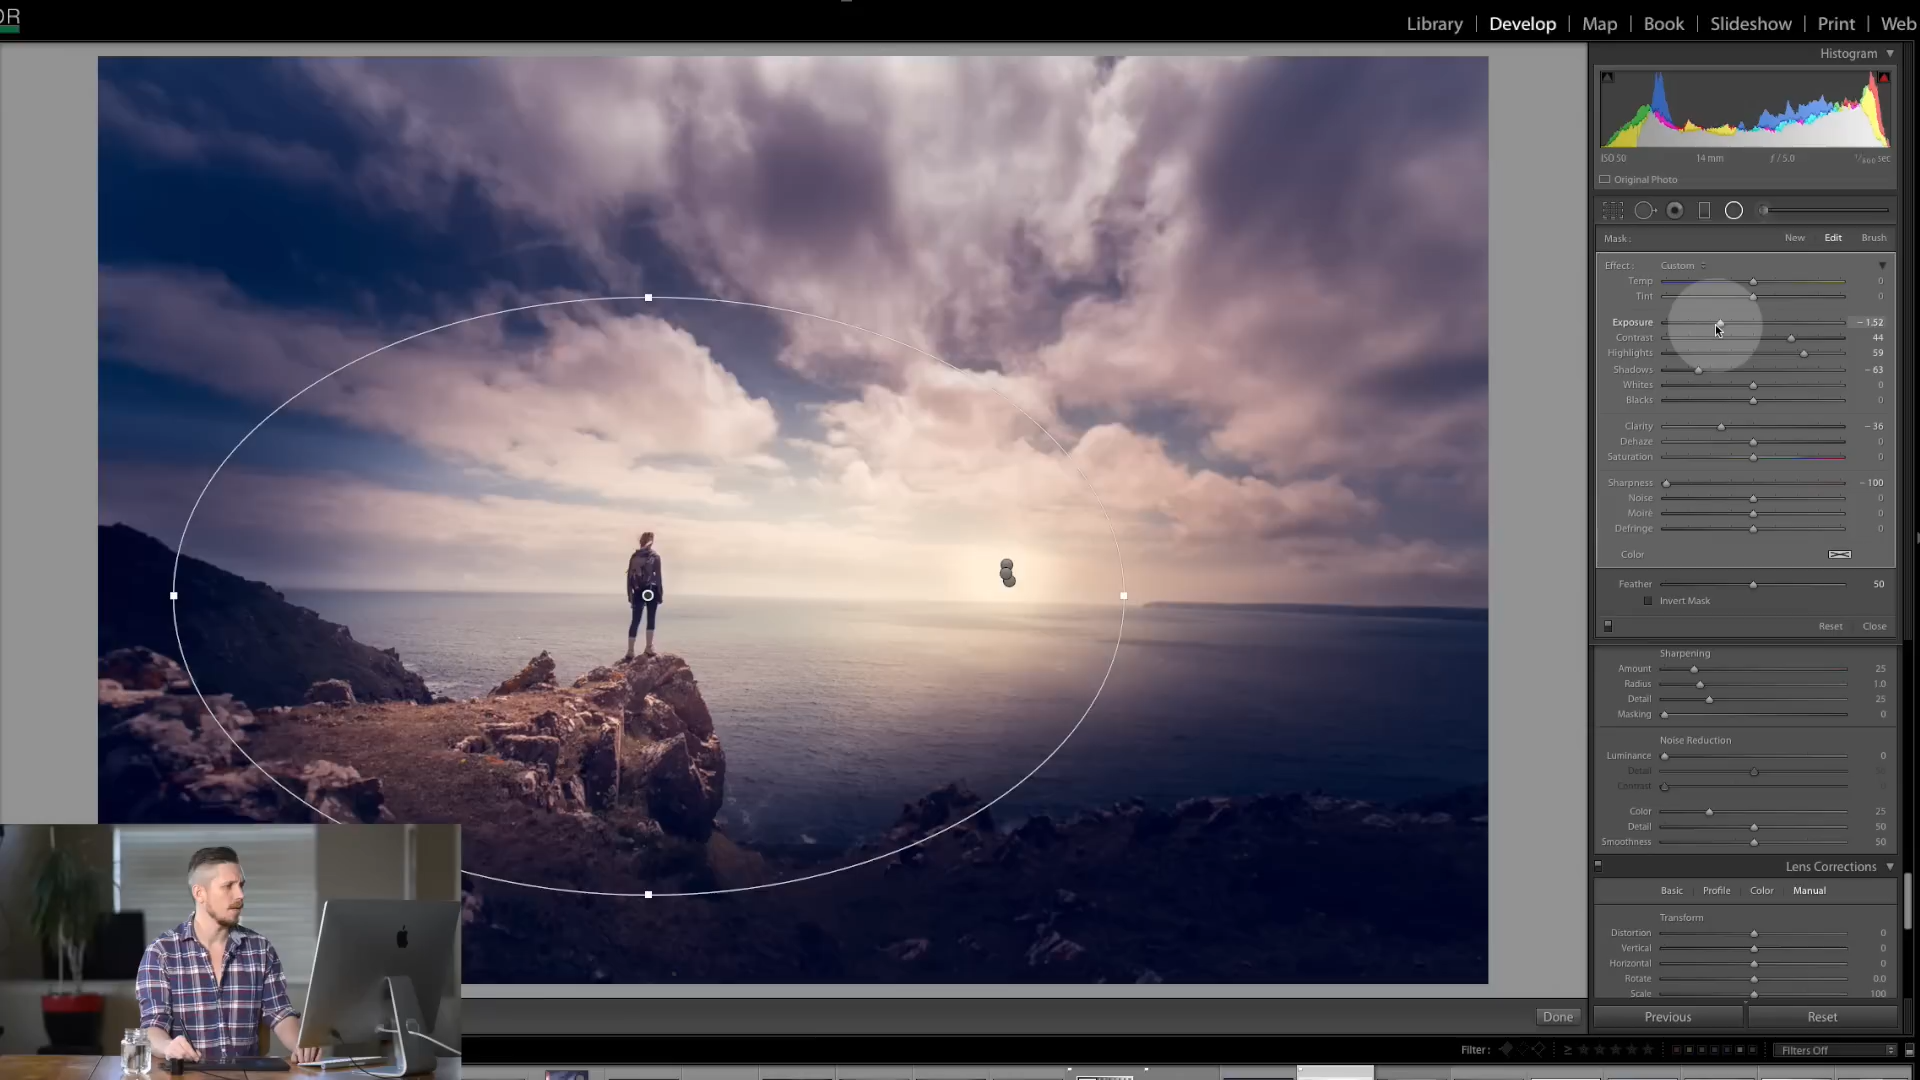 OR
Library | Develop | Map | Book | Slideshow | Print | Web
Histogram
ISO 50 14 mm ƒ / 5.0 sec
Original Photo
Mask : New Edit Brush
Effect : Custom
Temp 0
Tint 0
Exposure – 1.52
Contrast 44
Highlights 59
Shadows – 63
Whites 0
Blacks 0
Clarity – 36
Dehaze 0
Saturation 0
Sharpness – 100
Noise 0
Moiré 0
Defringe 0
Color
Feather 50
Invert Mask
Reset Close
Sharpening
Amount 25
Radius 1.0
Detail 25
Masking 0
Noise Reduction
Luminance 0
Detail
Contrast
Color 25
Detail 50
Smoothness 50
Lens Corrections
Basic Profile Color Manual
Transform
Distortion 0
Vertical 0
Horizontal 0
Rotate 0.0
Scale 100
Done Previous Reset
Filter : ≥ Filters Off